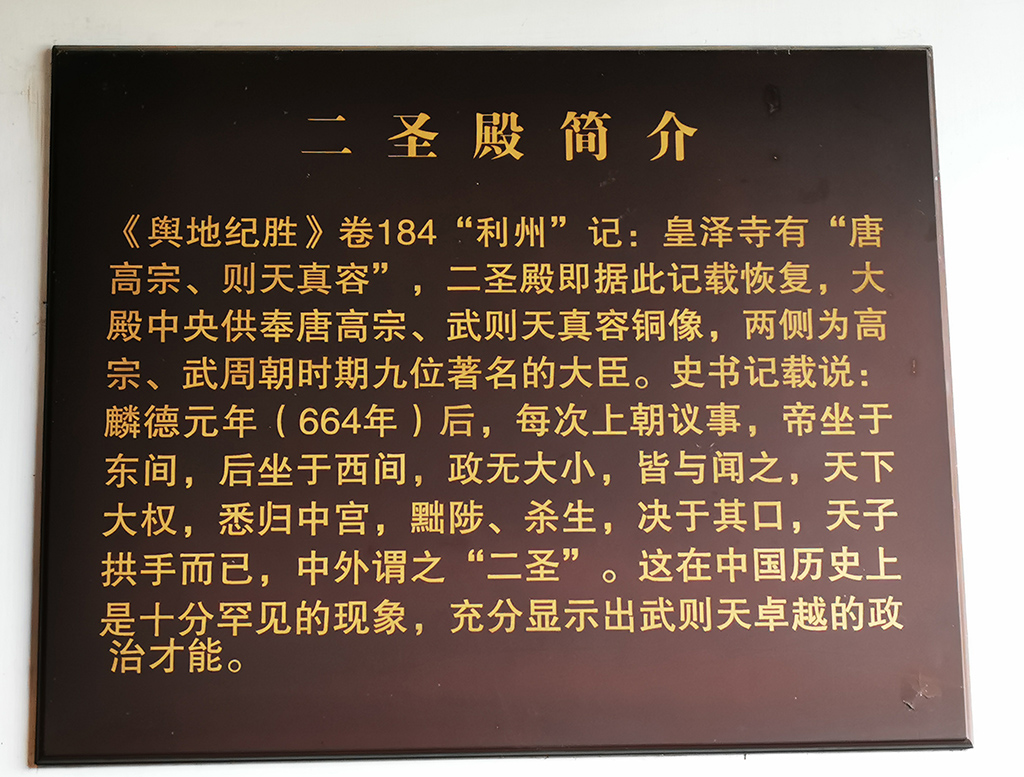 二圣殿简介
《舆地纪胜》卷184“利州”记：皇泽寺有“唐
高宗、则天真容”，二圣殿即据此记载恢复，大
殿中央供奉唐高宗、武则天真容铜像，两侧为高
宗、武周朝时期九位著名的大臣。史书记载说：
麟德元年（664年）后，每次上朝议事，帝坐于
东间，后坐于西间，政无大小，皆与闻之，天下
大权，悉归中宫，黜陟、杀生，决于其口，天子
拱手而已，中外谓之“二圣”。这在中国历史上
是十分罕见的现象，充分显示出武则天卓越的政
治才能。